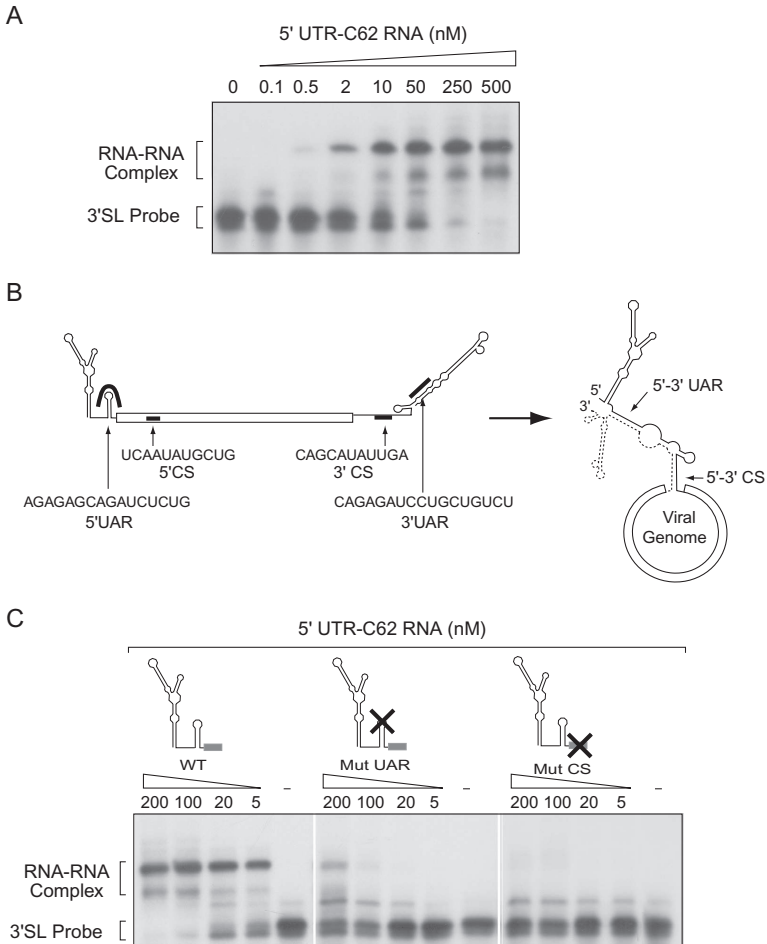 A
5' UTR-C62 RNA (nM)
0 0.1 0.5 2 10 50 250 500
RNA-RNA
Complex
3'SL Probe
B
5'
3'
5'-3' UAR
UCAAUAUGCUG
5'CS
CAGCAUAUUGA
3' CS
5'-3' CS
AGAGAGCAGAUCUCUG
5'UAR
CAGAGAUCCUGCUGUCU
3'UAR
Viral
Genome
C
5' UTR-C62 RNA (nM)
WT
Mut UAR
Mut CS
200 100 20 5 – 200 100 20 5 – 200 100 20 5 –
RNA-RNA
Complex
3'SL Probe